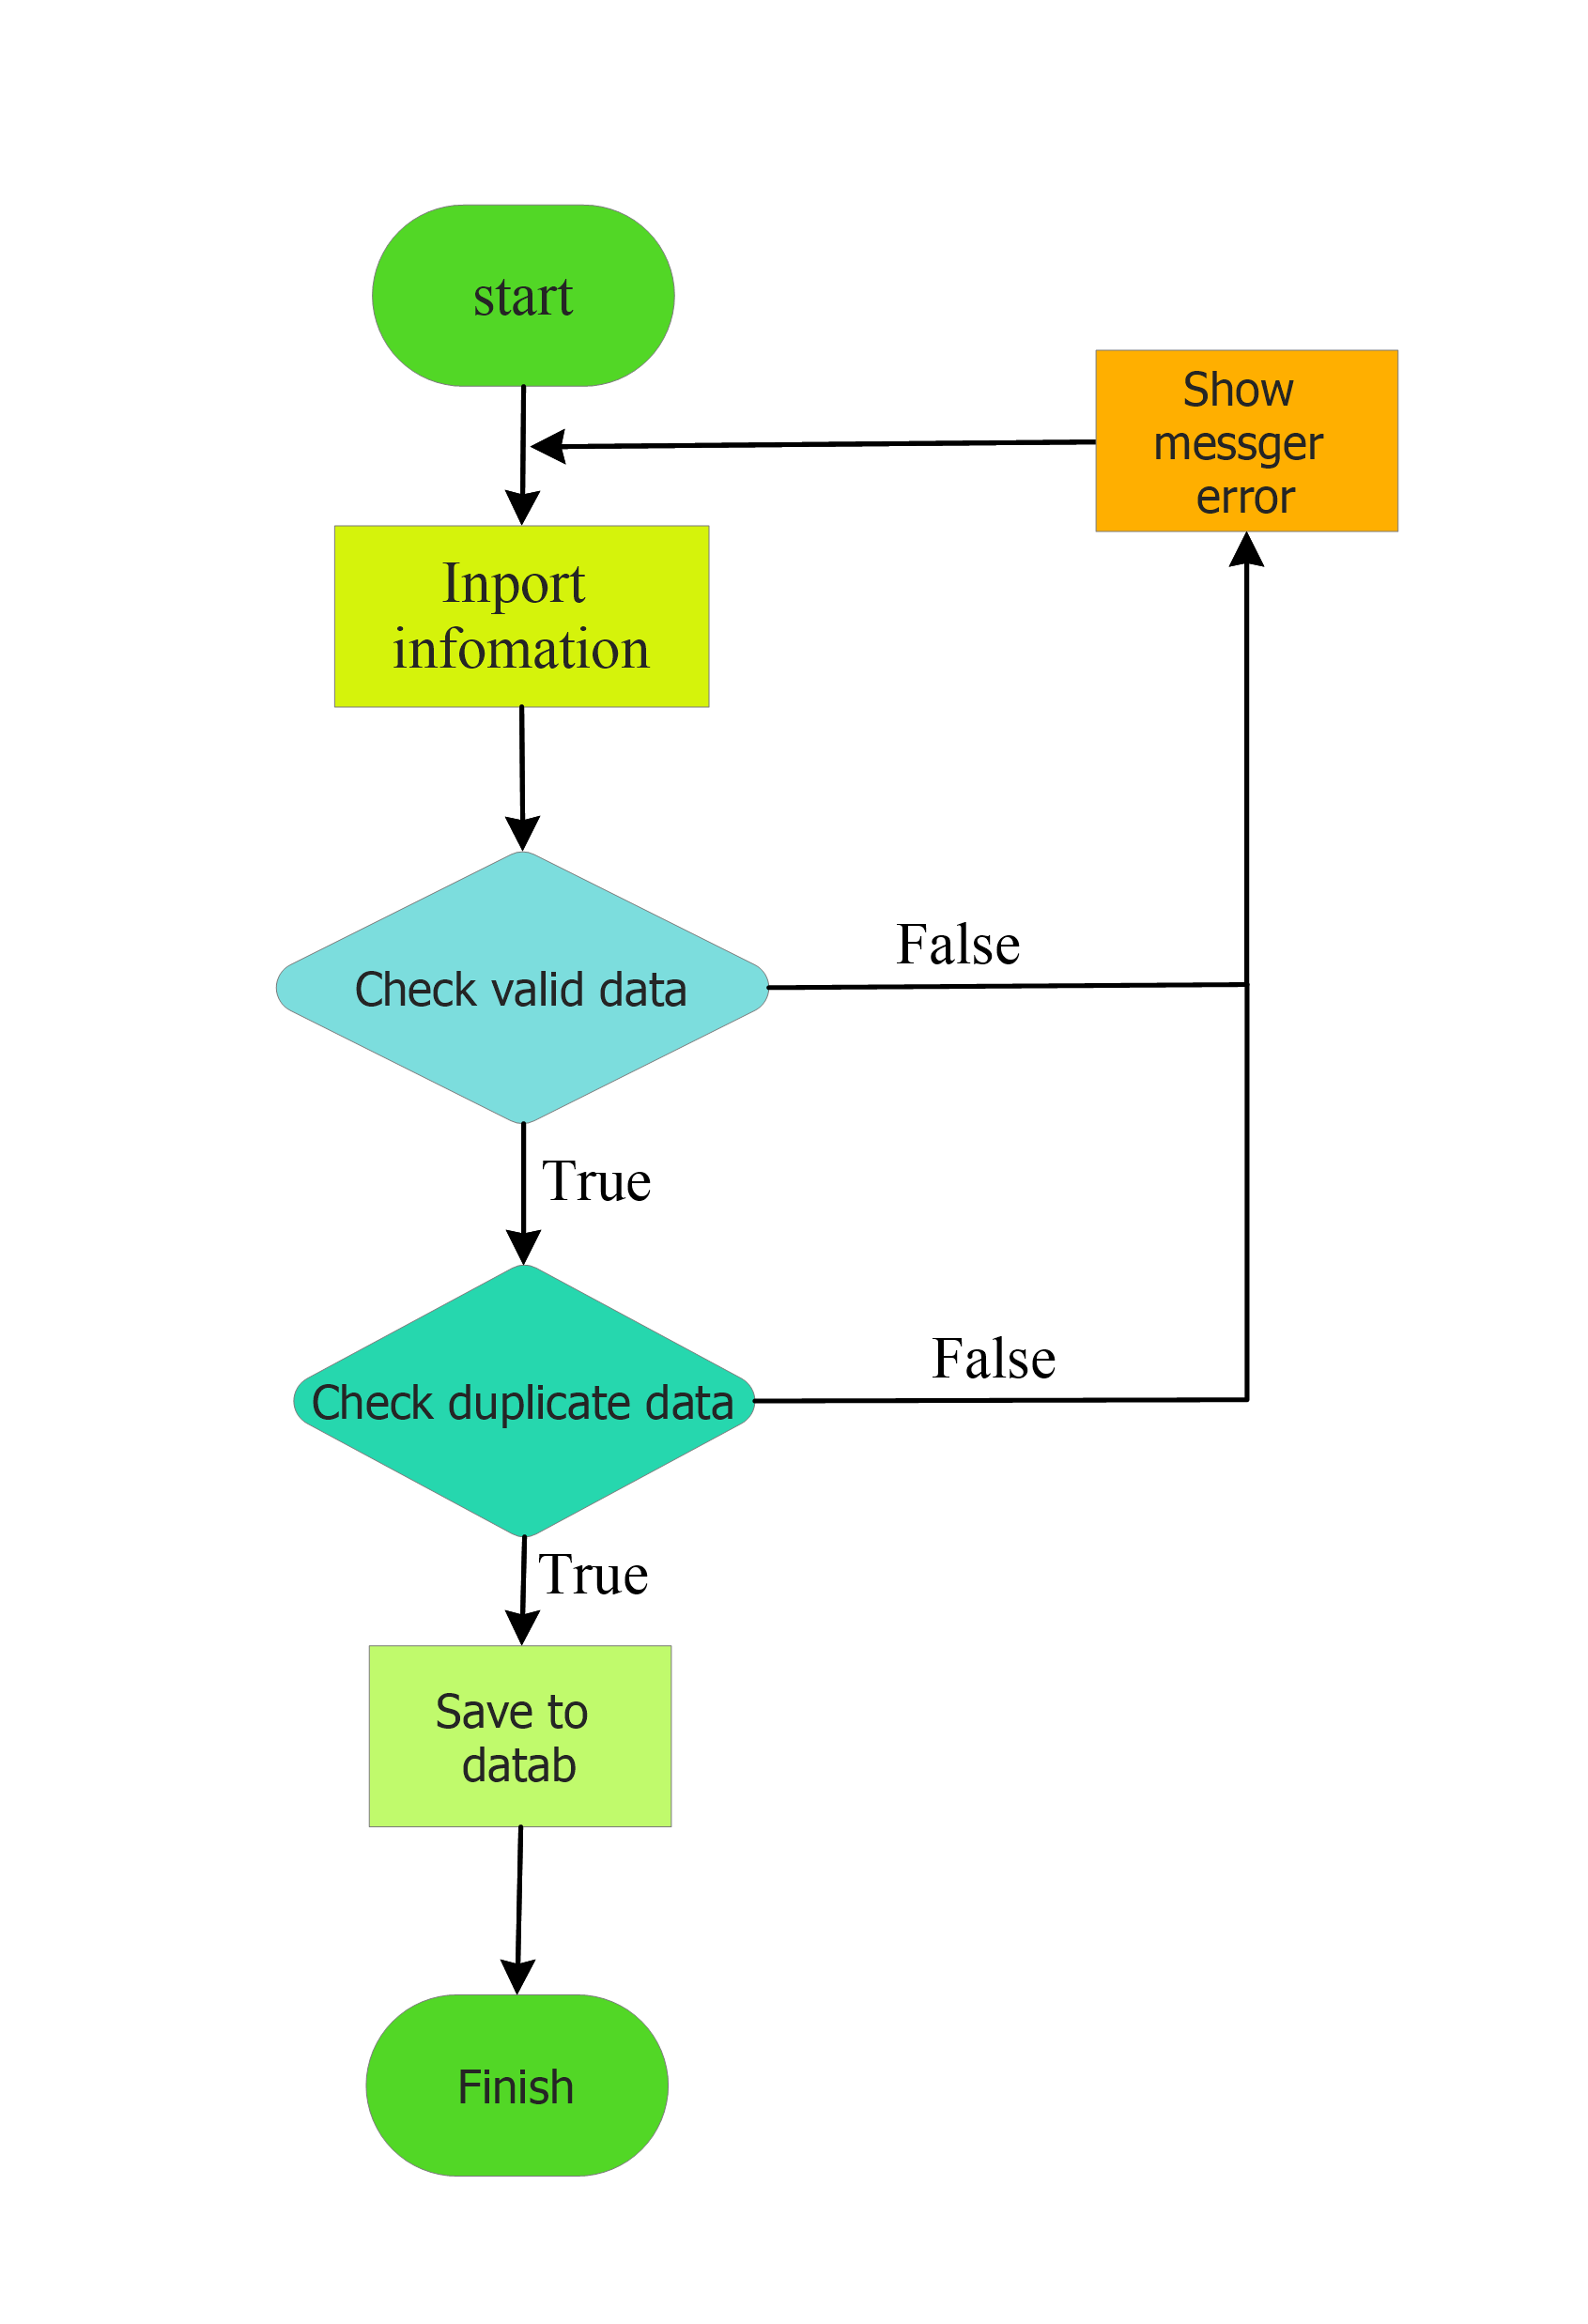 start
Show
messger
error
Inport
infomation
False
Check valid data
True
False
Check duplicate data
True
Save to
datab
Finish